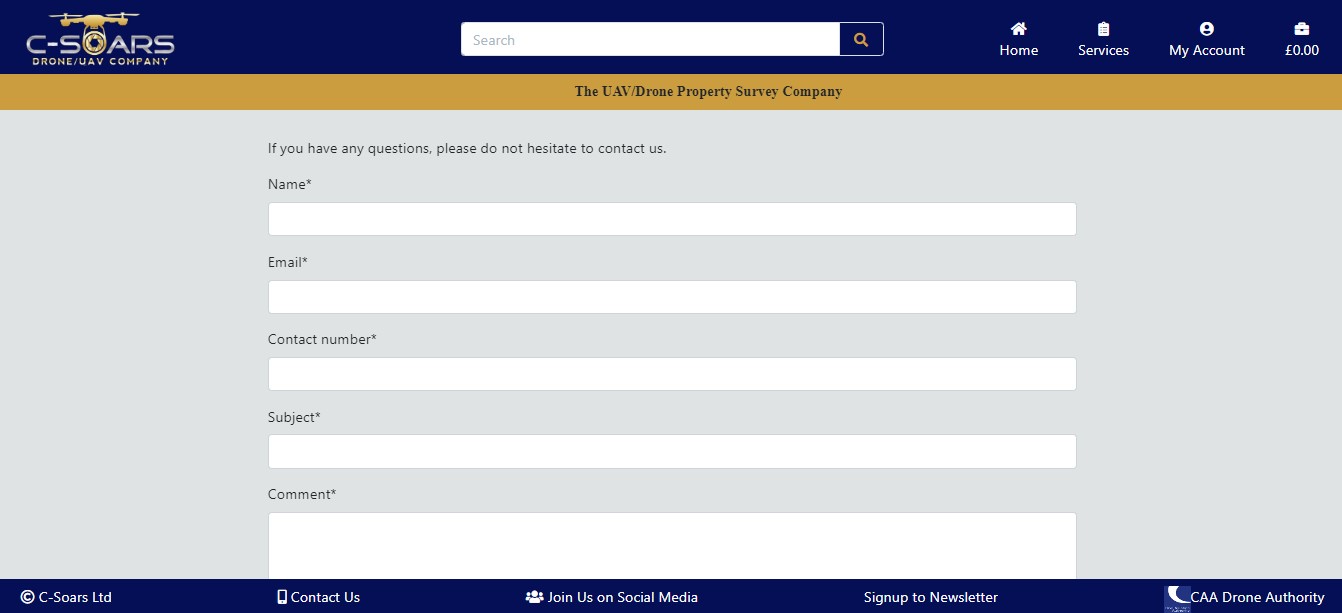 C-SOARS
DRONE/UAV COMPANY
Search
Home
Services
My Account
£0.00
The UAV/Drone Property Survey Company
If you have any questions, please do not hesitate to contact us.
Name*
Email*
Contact number*
Subject*
Comment*
© C-Soars Ltd
Contact Us
Join Us on Social Media
Signup to Newsletter
CAA Drone Authority